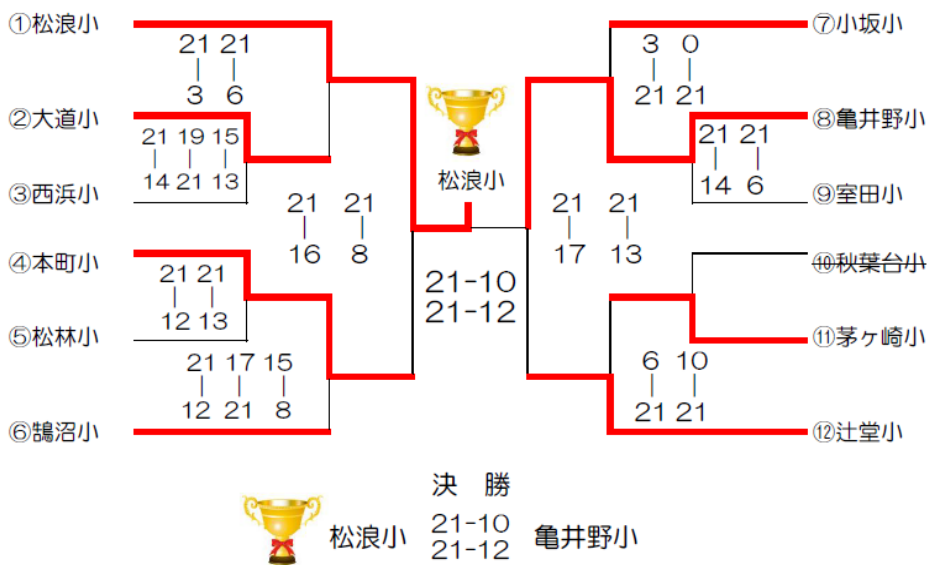 ①松浪小
21 21
3 6
②大道小
21 19 15
14 21 13
③西浜小
21 21
16 8
④本町小
21 21
12 13
⑤松林小
21 17 15
12 21 8
⑥鵠沼小
松浪小
21-10
21-12
⑦小坂小
3 0
21 21
⑧亀井野小
21 21
14 6
⑨室田小
21 21
17 13
⑩秋葉台小
⑪茅ヶ崎小
6 10
21 21
⑫辻堂小
決 勝
松浪小 21-10 亀井野小
21-12